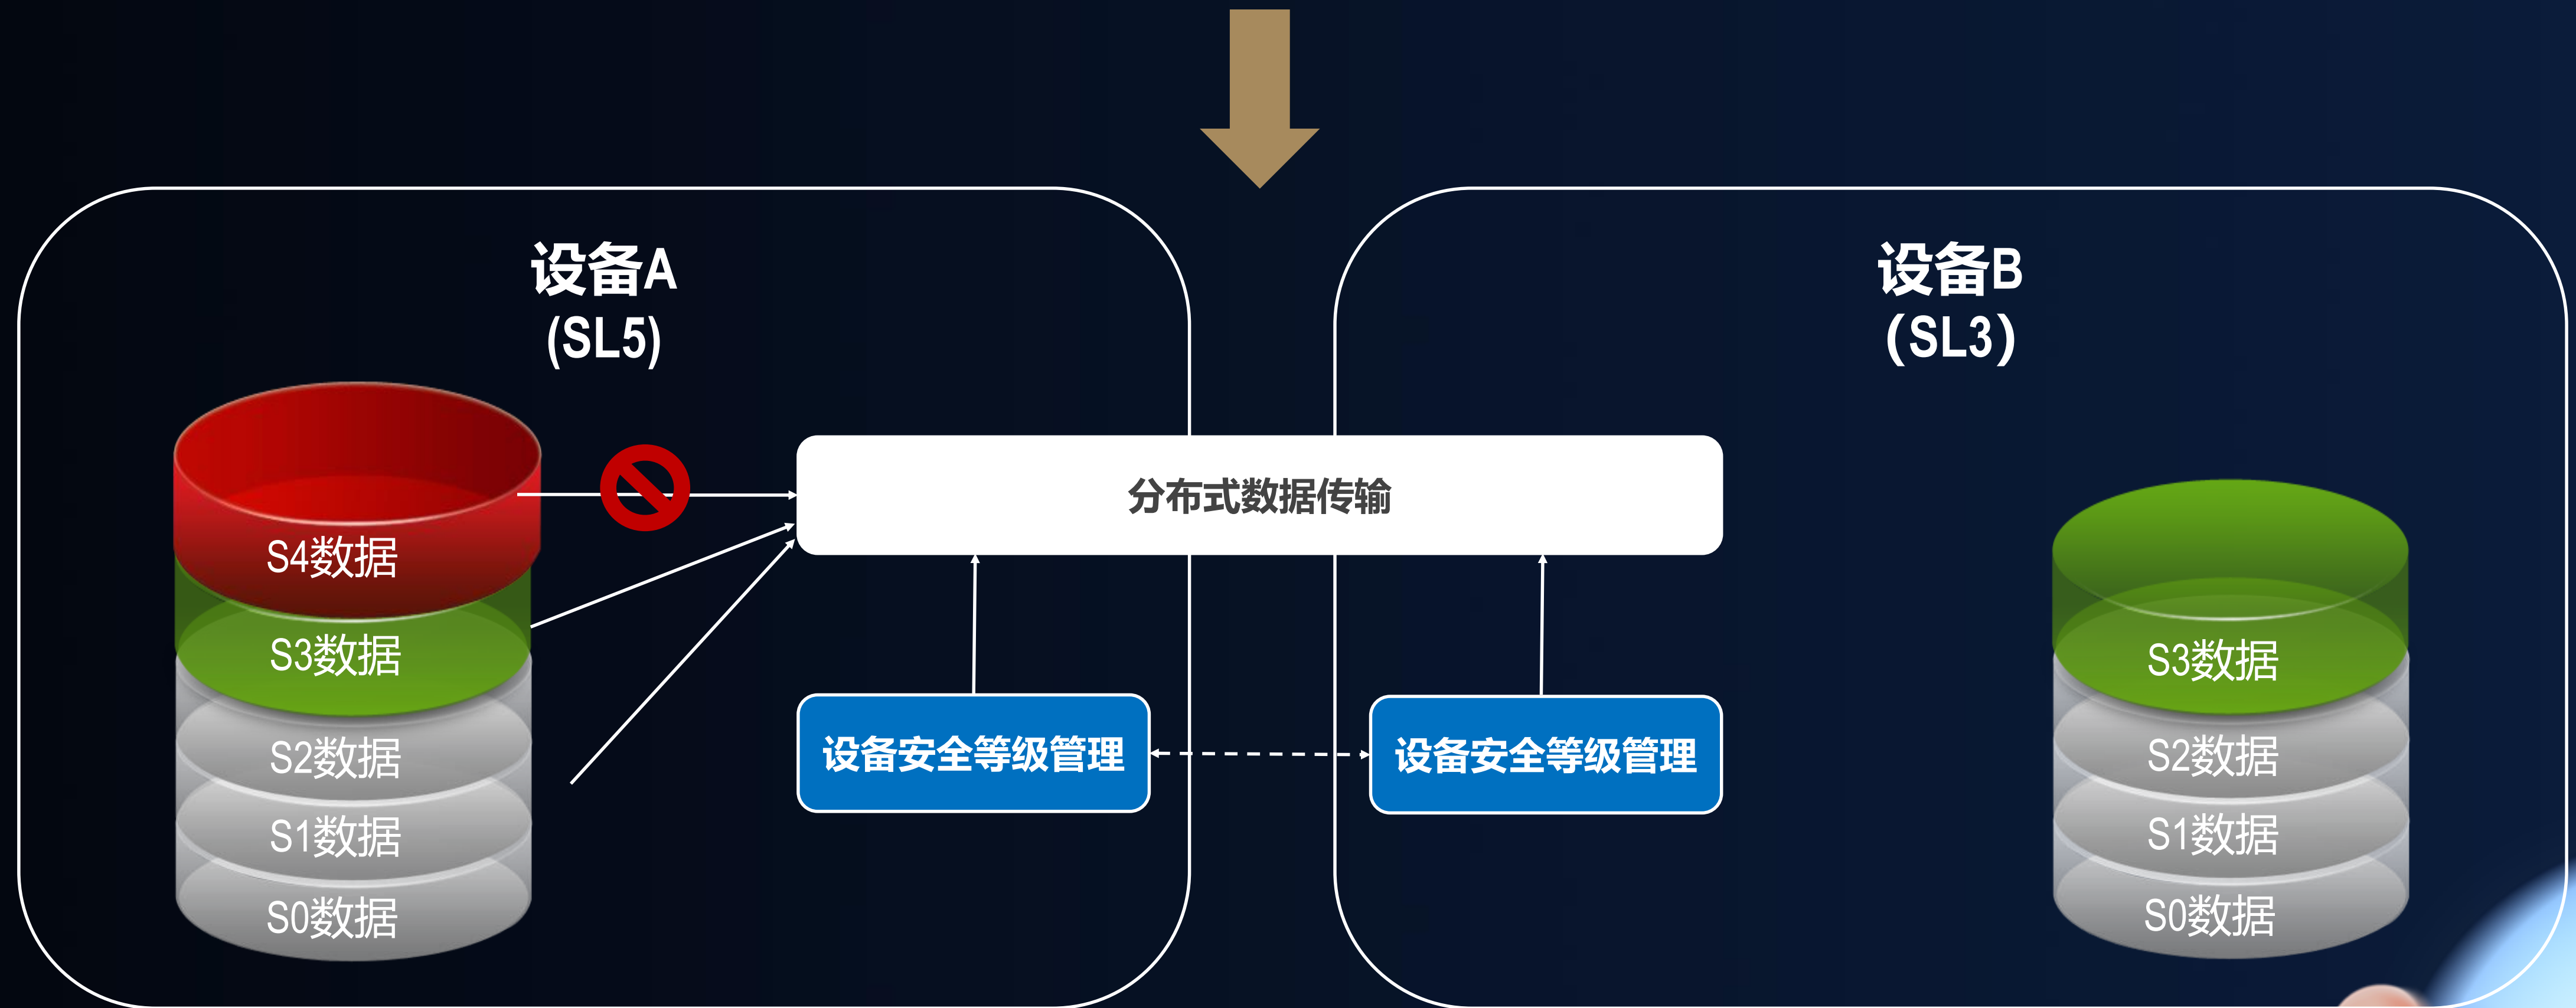 设备A
(SL5)
S4数据
S3数据
S2数据
S1数据
S0数据
分布式数据传输
设备安全等级管理
设备安全等级管理
设备B
(SL3)
S3数据
S2数据
S1数据
S0数据